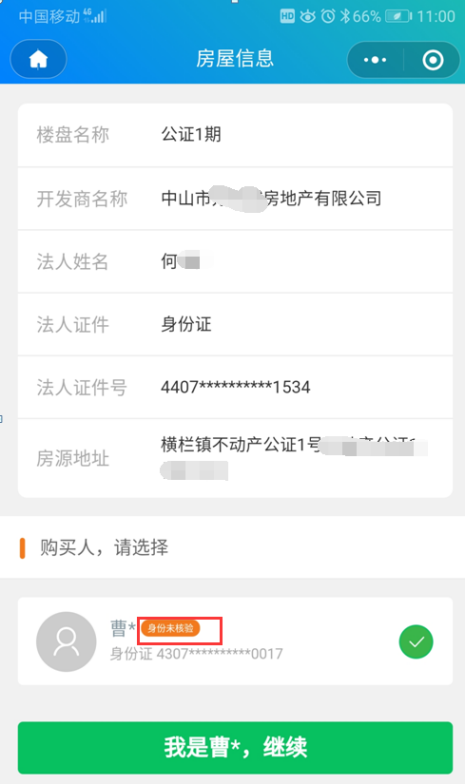 中国移动 46 HD 66% 11:00
房屋信息
楼盘名称 公证1期
开发商名称 中山市 房地产有限公司
法人姓名 何
法人证件 身份证
法人证件号 4407**********1534
横栏镇不动产公证1号
房源地址
购买人，请选择
曹* 身份未核验
身份证 4307**********0017
我是曹*，继续